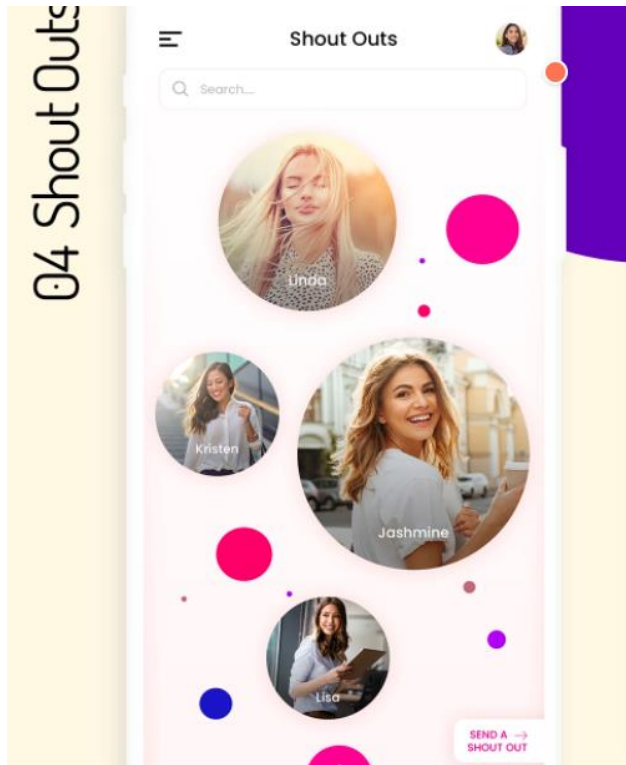 04 Shout Outs
Shout Outs
Search....
Linda
Kristen
Jashmine
Lisa
SEND A →
SHOUT OUT